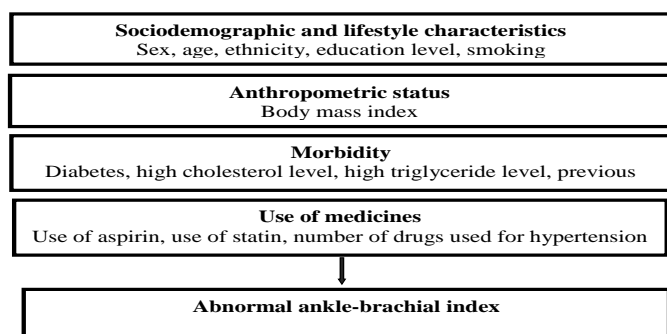 Sociodemographic and lifestyle characteristics
Sex, age, ethnicity, education level, smoking
Anthropometric status
Body mass index
Morbidity
Diabetes, high cholesterol level, high triglyceride level, previous
Use of medicines
Use of aspirin, use of statin, number of drugs used for hypertension
Abnormal ankle-brachial index